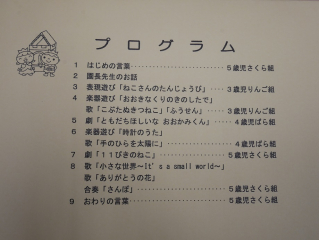 プログラム
1 はじめの言葉‥‥‥‥‥‥‥‥‥‥５歳児さくら組
2 園長先生のお話
3 表現遊び「ねこさんのたんじょうび」‥‥３歳児りんご組
4 楽器遊び「おおきなくりのきのしたで」
歌「こぶたぬきつねこ」「ふうせん」‥‥３歳児りんご組
5 劇「ともだちほしいな おおかみくん」‥‥４歳児ばら組
6 楽器遊び「時計のうた」
歌「手のひらを太陽に」‥‥‥‥‥‥４歳児ばら組
7 劇「１１ぴきのねこ」‥‥‥‥‥‥‥５歳児さくら組
8 歌「小さな世界～It's a small world～」
歌「ありがとうの花」
合奏「さんぽ」‥‥‥‥‥‥‥‥‥５歳児さくら組
9 おわりの言葉‥‥‥‥‥‥‥‥‥‥５歳児さくら組